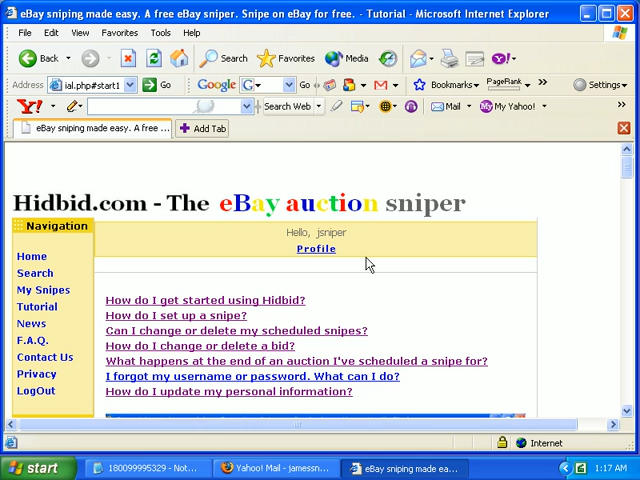 eBay sniping made easy. A free eBay sniper. Snipe on eBay for free. - Tutorial - Microsoft Internet Explorer
File Edit View Favorites Tools Help
Back Search Favorites Media Y!
Address ial.php#start1 Go Google G Go M Bookmarks PageRank Settings
Y! Search Web Mail My Yahoo!
eBay sniping made easy. A free ... Add Tab
Hidbid.com - The eBay auction sniper
Navigation
Hello, jsniper
Profile
Home
Search
My Snipes
Tutorial
News
F.A.Q.
Contact Us
Privacy
LogOut
How do I get started using Hidbid?
How do I set up a snipe?
Can I change or delete my scheduled snipes?
How do I change or delete a bid?
What happens at the end of an auction I've scheduled a snipe for?
I forgot my username or password. What can I do?
How do I update my personal information?
Internet
start 180099995329 - Not... Yahoo! Mail - jamessn... eBay sniping made ea... 1:17 AM